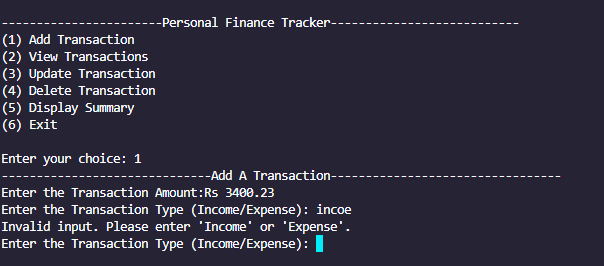 -----------------------Personal Finance Tracker---------------------------
(1) Add Transaction
(2) View Transactions
(3) Update Transaction
(4) Delete Transaction
(5) Display Summary
(6) Exit
Enter your choice: 1
------------------------------Add A Transaction---------------------------------
Enter the Transaction Amount:Rs 3400.23
Enter the Transaction Type (Income/Expense): incoe
Invalid input. Please enter 'Income' or 'Expense'.
Enter the Transaction Type (Income/Expense):